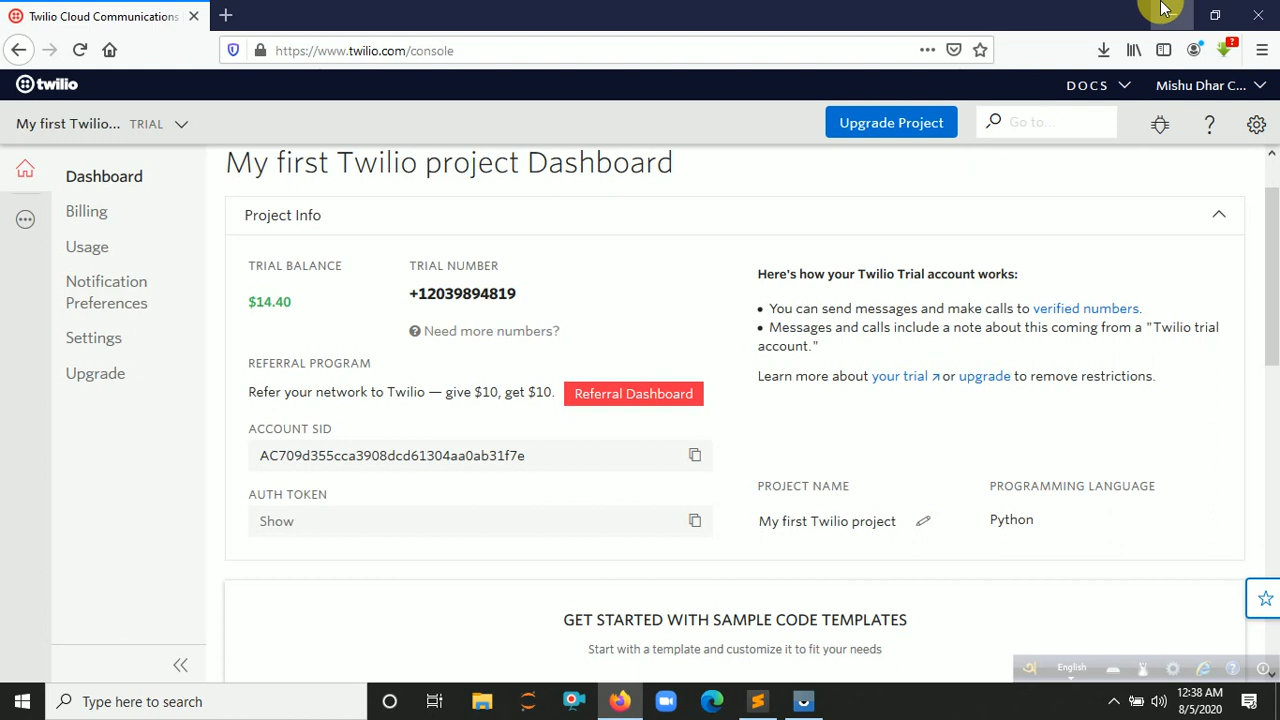 Twilio Cloud Communications
https://www.twilio.com/console
twilio
DOCS
Mishu Dhar C...
My first Twilio... TRIAL
Upgrade Project
Go to...
Dashboard
Billing
Usage
Notification
Preferences
Settings
Upgrade
My first Twilio project Dashboard
Project Info
TRIAL BALANCE
$14.40
TRIAL NUMBER
+12039894819
Need more numbers?
REFERRAL PROGRAM
Refer your network to Twilio — give $10, get $10. Referral Dashboard
ACCOUNT SID
AC709d355cca3908dcd61304aa0ab31f7e
AUTH TOKEN
Show
Here's how your Twilio Trial account works:
• You can send messages and make calls to verified numbers.
• Messages and calls include a note about this coming from a "Twilio trial
account."
Learn more about your trial or upgrade to remove restrictions.
PROJECT NAME
My first Twilio project
PROGRAMMING LANGUAGE
Python
GET STARTED WITH SAMPLE CODE TEMPLATES
Start with a template and customize it to fit your needs
English
Type here to search
12:38 AM
8/5/2020